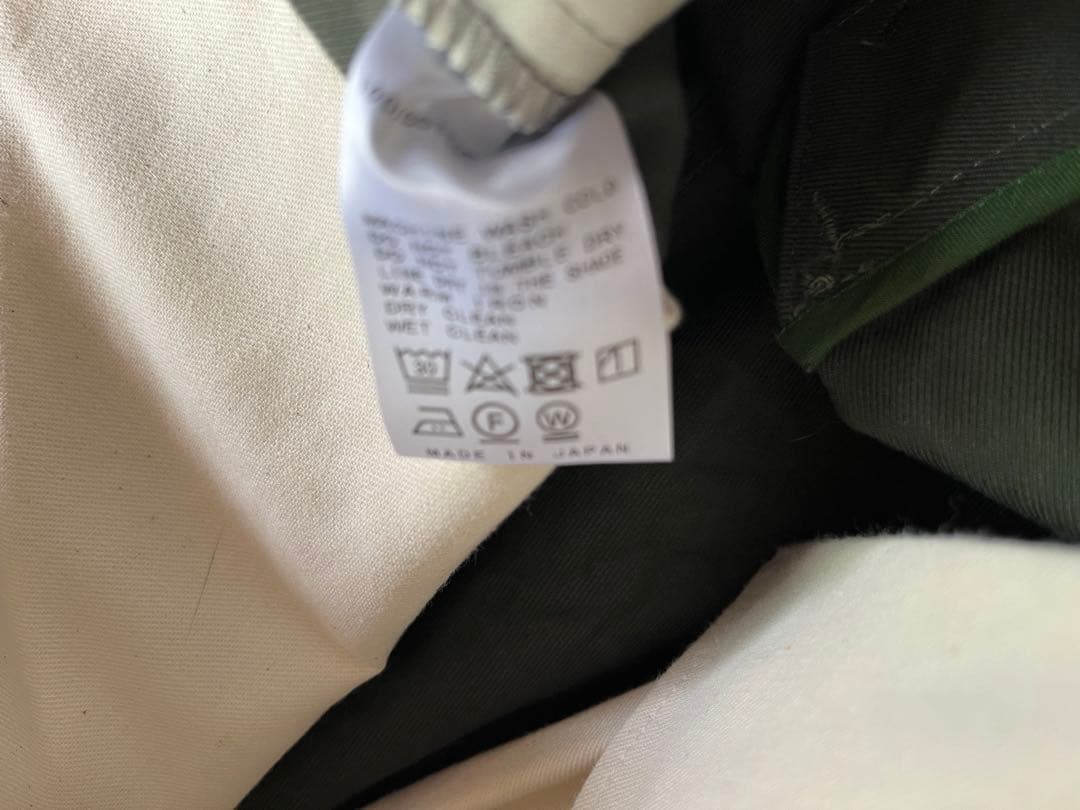 MACHINE WASH COLD
DO NOT BLEACH
DO NOT TUMBLE DRY
LINE DRY IN THE SHADE
WARM IRON
DRY CLEAN
WET CLEAN
30
F W
MADE IN JAPAN